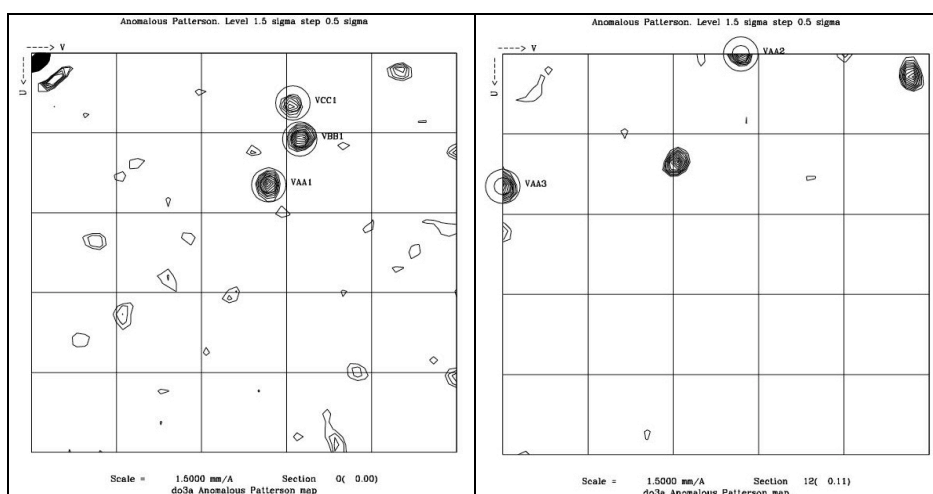 Anomalous Patterson. Level 1.5 sigma step 0.5 sigma
V
U
VCC1
VBB1
VAA1
Scale = 1.5000 mm/A Section 0( 0.00)
do3a Anomalous Patterson map
Anomalous Patterson. Level 1.5 sigma step 0.5 sigma
V
U
VAA2
VAA3
Scale = 1.5000 mm/A Section 12( 0.11)
do3a Anomalous Patterson map